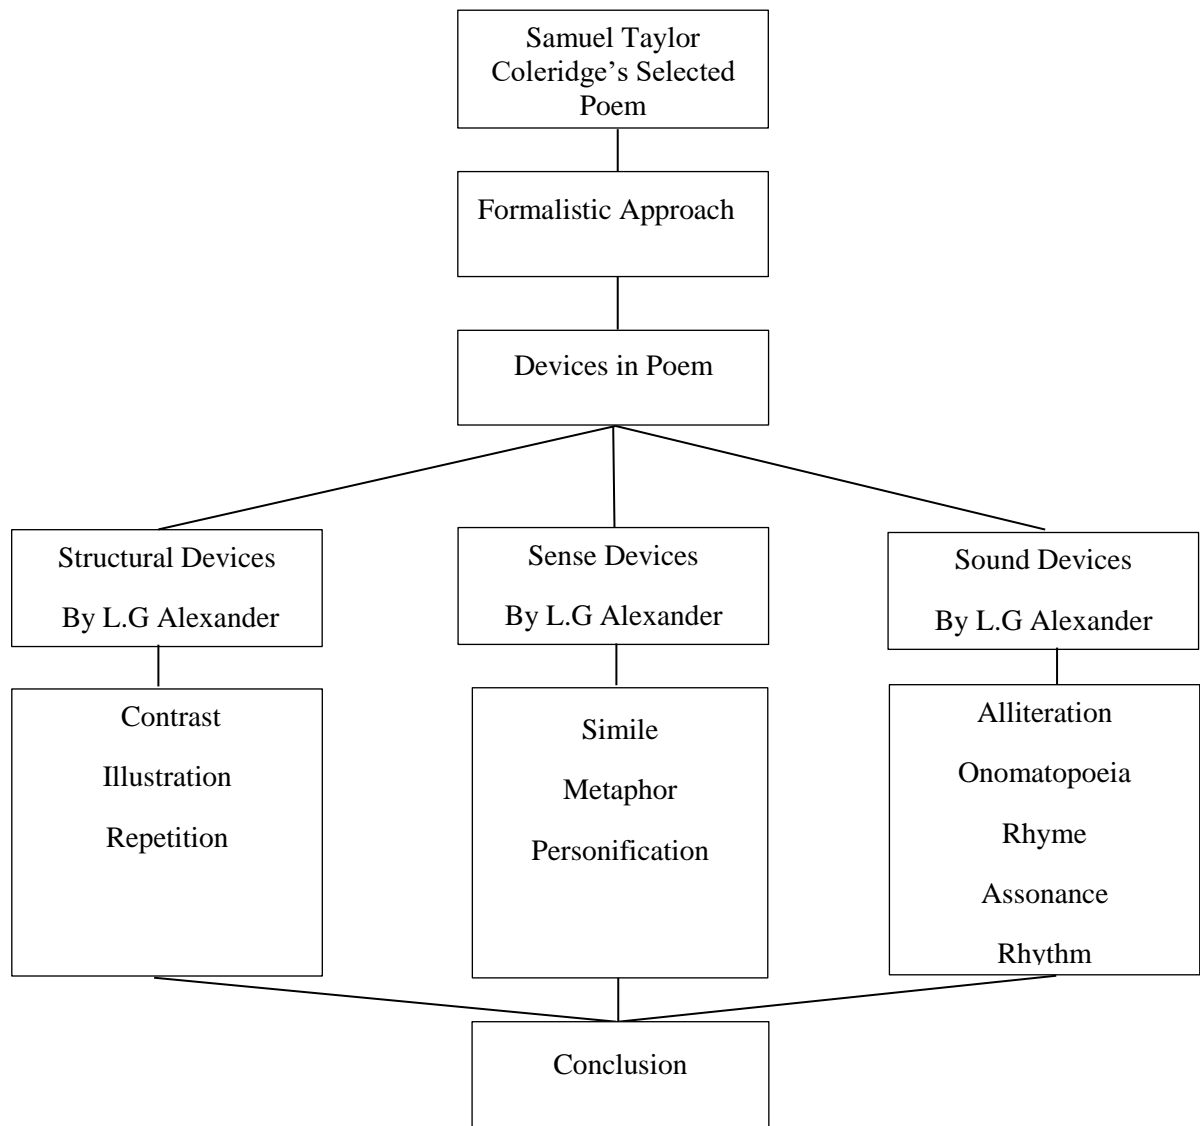 Samuel Taylor
Coleridge’s Selected
Poem
Formalistic Approach
Devices in Poem
Structural Devices
By L.G Alexander
Sense Devices
By L.G Alexander
Sound Devices
By L.G Alexander
Contrast
Illustration
Repetition
Simile
Metaphor
Personification
Alliteration
Onomatopoeia
Rhyme
Assonance
Rhythm
Conclusion